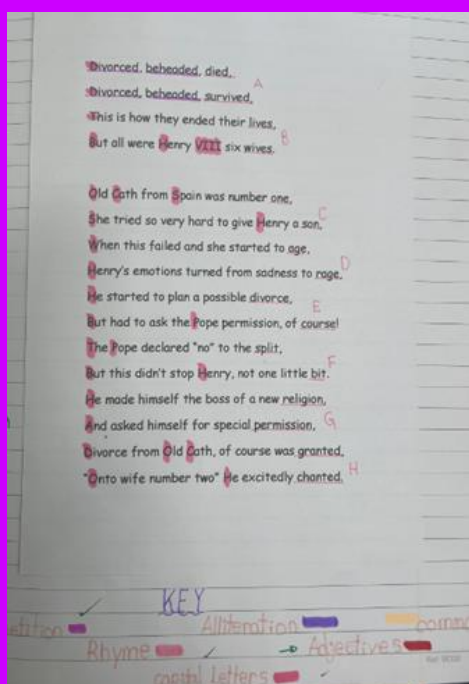 Divorced, beheaded, died,
A
Divorced, beheaded, survived,
This is how they ended their lives,
B
But all were Henry VIII six wives.
Old Cath from Spain was number one,
C
She tried so very hard to give Henry a son,
When this failed and she started to age,
D
Henry's emotions turned from sadness to rage.
He started to plan a possible divorce,
E
But had to ask the Pope permission, of course!
The Pope declared "no" to the split,
F
But this didn't stop Henry, not one little bit.
He made himself the boss of a new religion,
And asked himself for special permission, G
Divorce from Old Cath, of course was granted,
"Onto wife number two" He excitedly chanted. H
KEY
Alliteration
Rhyme
Adjectives
capital letters